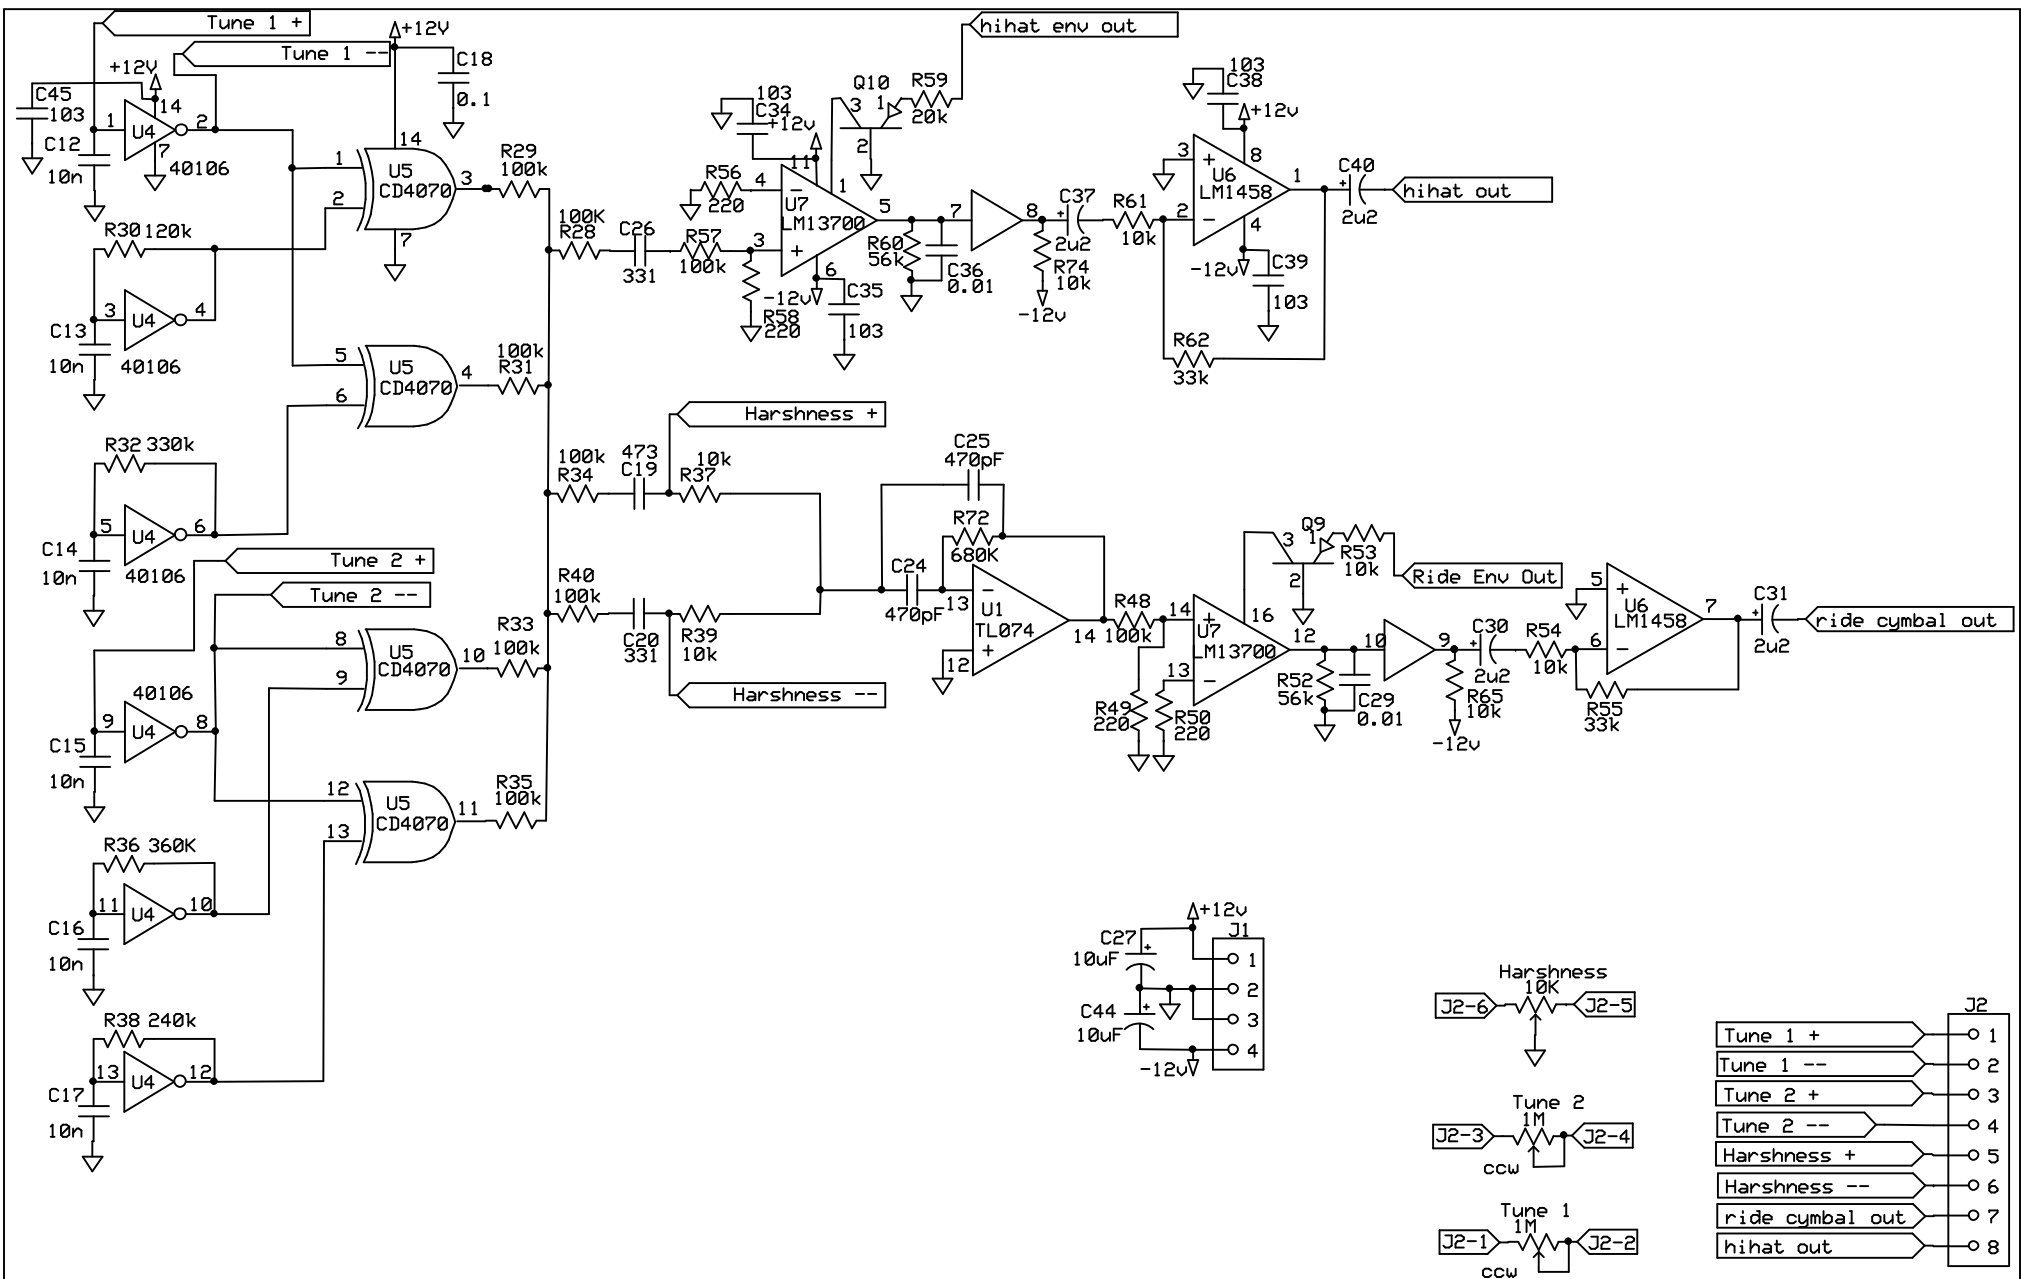 Tune 1 +
Tune 1 --
+12V
C45
103
14
1
U4
2
7
40106
C12
10n
+12V
C18
0.1
14
1
2
U5
CD4070
3
7
R29
100k
R30 120k
3
U4
4
40106
C13
10n
5
6
U5
CD4070
4
100k
R31
R32 330k
5
U4
6
40106
C14
10n
Tune 2 +
Tune 2 --
8
9
U5
CD4070
10
R33
100k
40106
9
U4
8
C15
10n
12
13
U5
CD4070
11
R35
100k
R36 360K
11
U4
10
C16
10n
R38 240k
13
U4
12
C17
10n
100K
R28
C26
331
R57
100k
R56
220
103
C34
+12v
11
4
-
U7
LM13700
3
+
1
5
6
-12v
R58
220
C35
103
Q10
3
1
2
R59
20k
hihat env out
R60
56k
C36
0.01
7
8
C37
+
2u2
R74
10k
-12v
R61
10k
103
C38
+12v
8
3
+
U6
LM1458
2
-
1
4
-12v
C39
103
R62
33k
C40
+
2u2
hihat out
Harshness +
100k
R34
473
C19
10k
R37
R40
100k
C20
331
R39
10k
Harshness --
C25
470pF
R72
680K
C24
470pF
13
-
U1
TL074
+
12
14
R48
100k
14
+
U7
LM13700
13
-
16
12
R49
220
R50
220
Q9
3
1
2
R53
10k
Ride Env Out
R52
56k
C29
0.01
10
9
C30
+
2u2
R65
10k
-12v
R54
10k
5
+
U6
LM1458
6
-
7
R55
33k
C31
+
2u2
ride cymbal out
+12v
C27
+
10uF
C44
+
10uF
-12v
J1
1
2
3
4
Harshness
10K
J2-6
J2-5
Tune 2
1M
J2-3
J2-4
ccw
Tune 1
1M
J2-1
J2-2
ccw
J2
Tune 1 +
1
Tune 1 --
2
Tune 2 +
3
Tune 2 --
4
Harshness +
5
Harshness --
6
ride cymbal out
7
hihat out
8